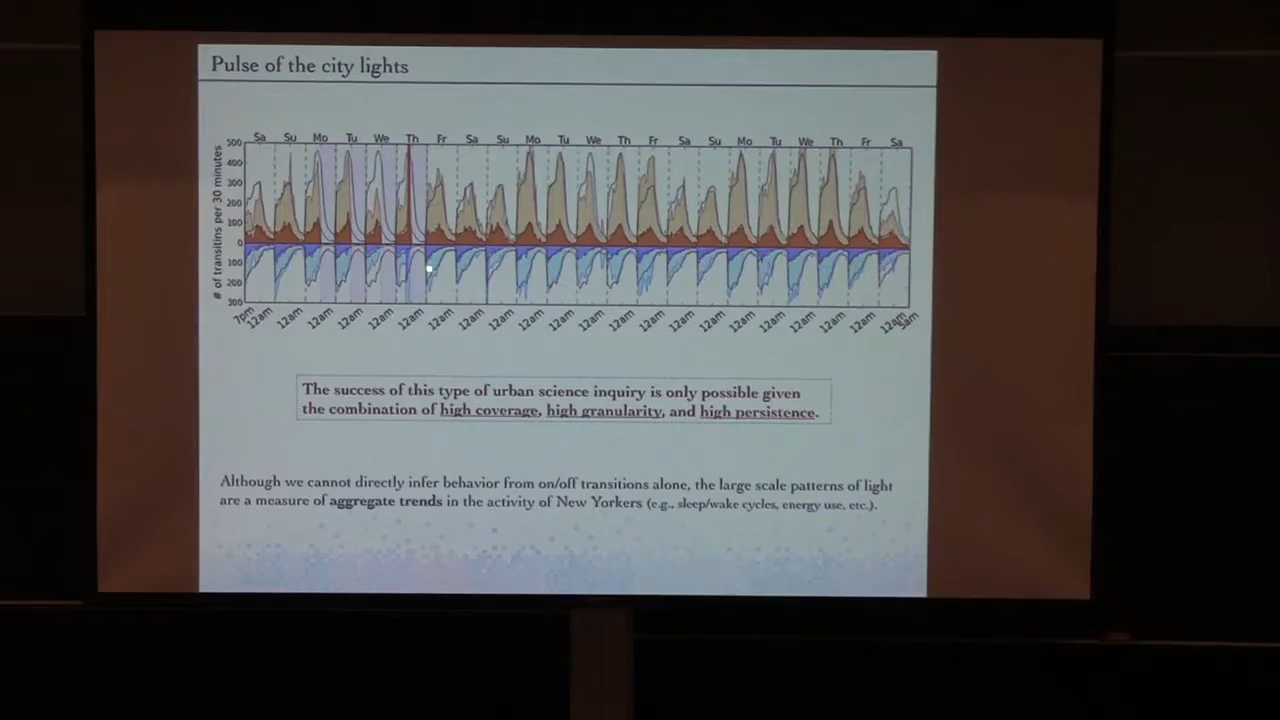 Pulse of the city lights
Sa Su Mo Tu We Th Fr Sa Su Mo Tu We Th Fr Sa Su Mo Tu We Th Fr Sa
500
400
300
200
100
0
100
200
300
# of transitins per 30 minutes
7pm 12am 12am 12am 12am 12am 12am 12am 12am 12am 12am 12am 12am 12am 12am 12am 12am 12am 12am 12am 12am 12am 5am
The success of this type of urban science inquiry is only possible given
the combination of high coverage, high granularity, and high persistence.
Although we cannot directly infer behavior from on/off transitions alone, the large scale patterns of light
are a measure of aggregate trends in the activity of New Yorkers (e.g., sleep/wake cycles, energy use, etc.).